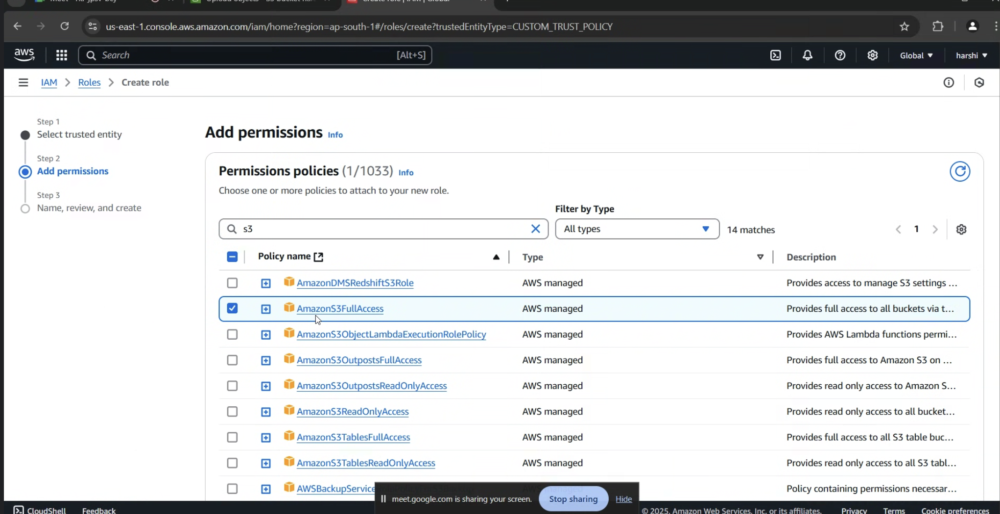 us-east-1.console.aws.amazon.com/iam/home?region=ap-south-1#/roles/create?trustedEntityType=CUSTOM_TRUST_POLICY
aws
Search
[Alt+S]
Global
harshi
IAM
Roles
Create role
Step 1
Select trusted entity
Step 2
Add permissions
Step 3
Name, review, and create
Add permissions Info
Permissions policies (1/1033) Info
Choose one or more policies to attach to your new role.
Filter by Type
s3
All types
14 matches
1
Policy name Type Description
AmazonDMSRedshiftS3Role AWS managed Provides access to manage S3 settings ...
AmazonS3FullAccess AWS managed Provides full access to all buckets via t...
AmazonS3ObjectLambdaExecutionRolePolicy AWS managed Provides AWS Lambda functions permi...
AmazonS3OutpostsFullAccess AWS managed Provides full access to Amazon S3 on ...
AmazonS3OutpostsReadOnlyAccess AWS managed Provides read only access to Amazon S...
AmazonS3ReadOnlyAccess AWS managed Provides read only access to all bucket...
AmazonS3TablesFullAccess AWS managed Provides full access to all S3 table buc...
AmazonS3TablesReadOnlyAccess AWS managed Provides read only access to all S3 tabl...
AWSBackupService Policy containing permissions necessar...
meet.google.com is sharing your screen. Stop sharing Hide
CloudShell Feedback © 2025, Amazon Web Services, Inc. or its affiliates. Privacy Terms Cookie preferences